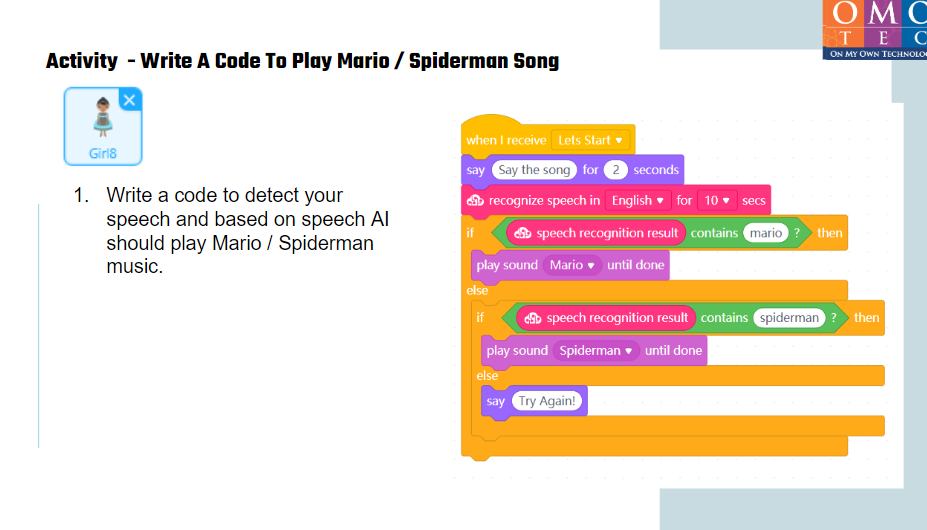 OMC
TEC
ON MY OWN TECHNOLO
Activity - Write A Code To Play Mario / Spiderman Song
Girl8
1. Write a code to detect your
speech and based on speech AI
should play Mario / Spiderman
music.
when I receive Lets Start
say Say the song for 2 seconds
recognize speech in English for 10 secs
if speech recognition result contains mario ? then
play sound Mario until done
else
if speech recognition result contains spiderman ? then
play sound Spiderman until done
else
say Try Again!